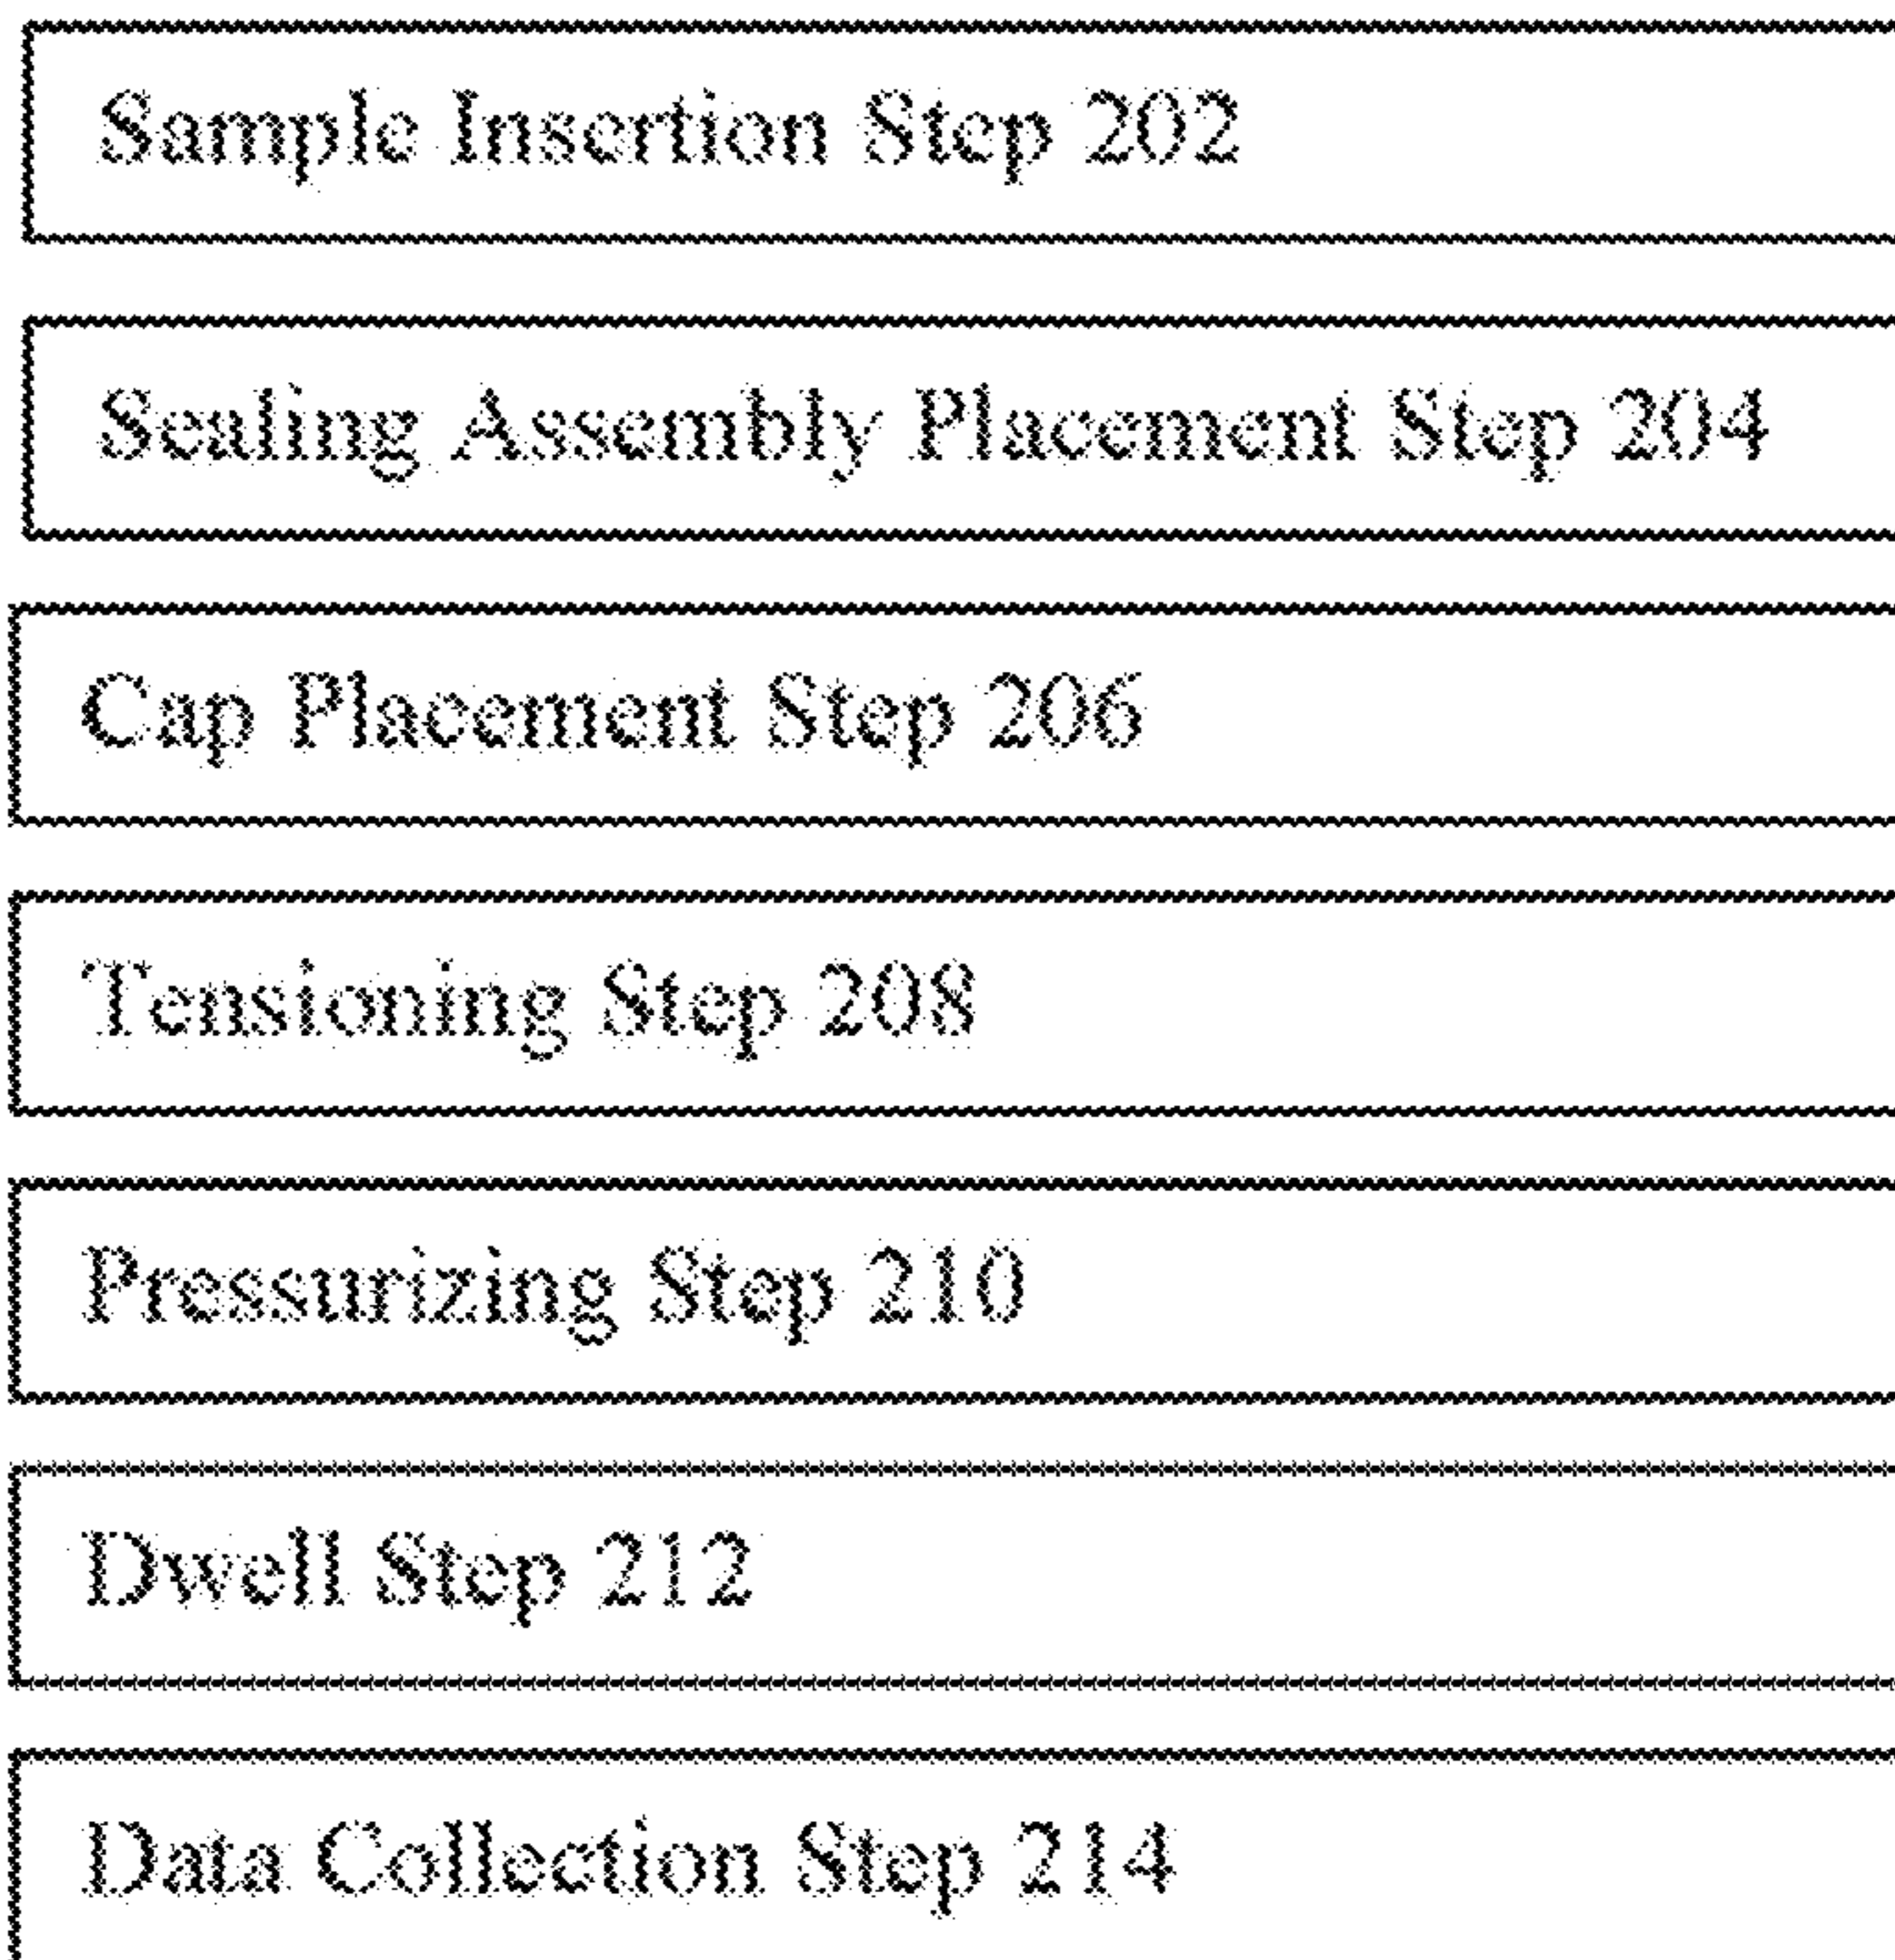 Sample Insertion Step 202
Sealing Assembly Placement Step 204
Cap Placement Step 206
Tensioning Step 208
Pressurizing Step 210
Dwell Step 212
Data Collection Step 214